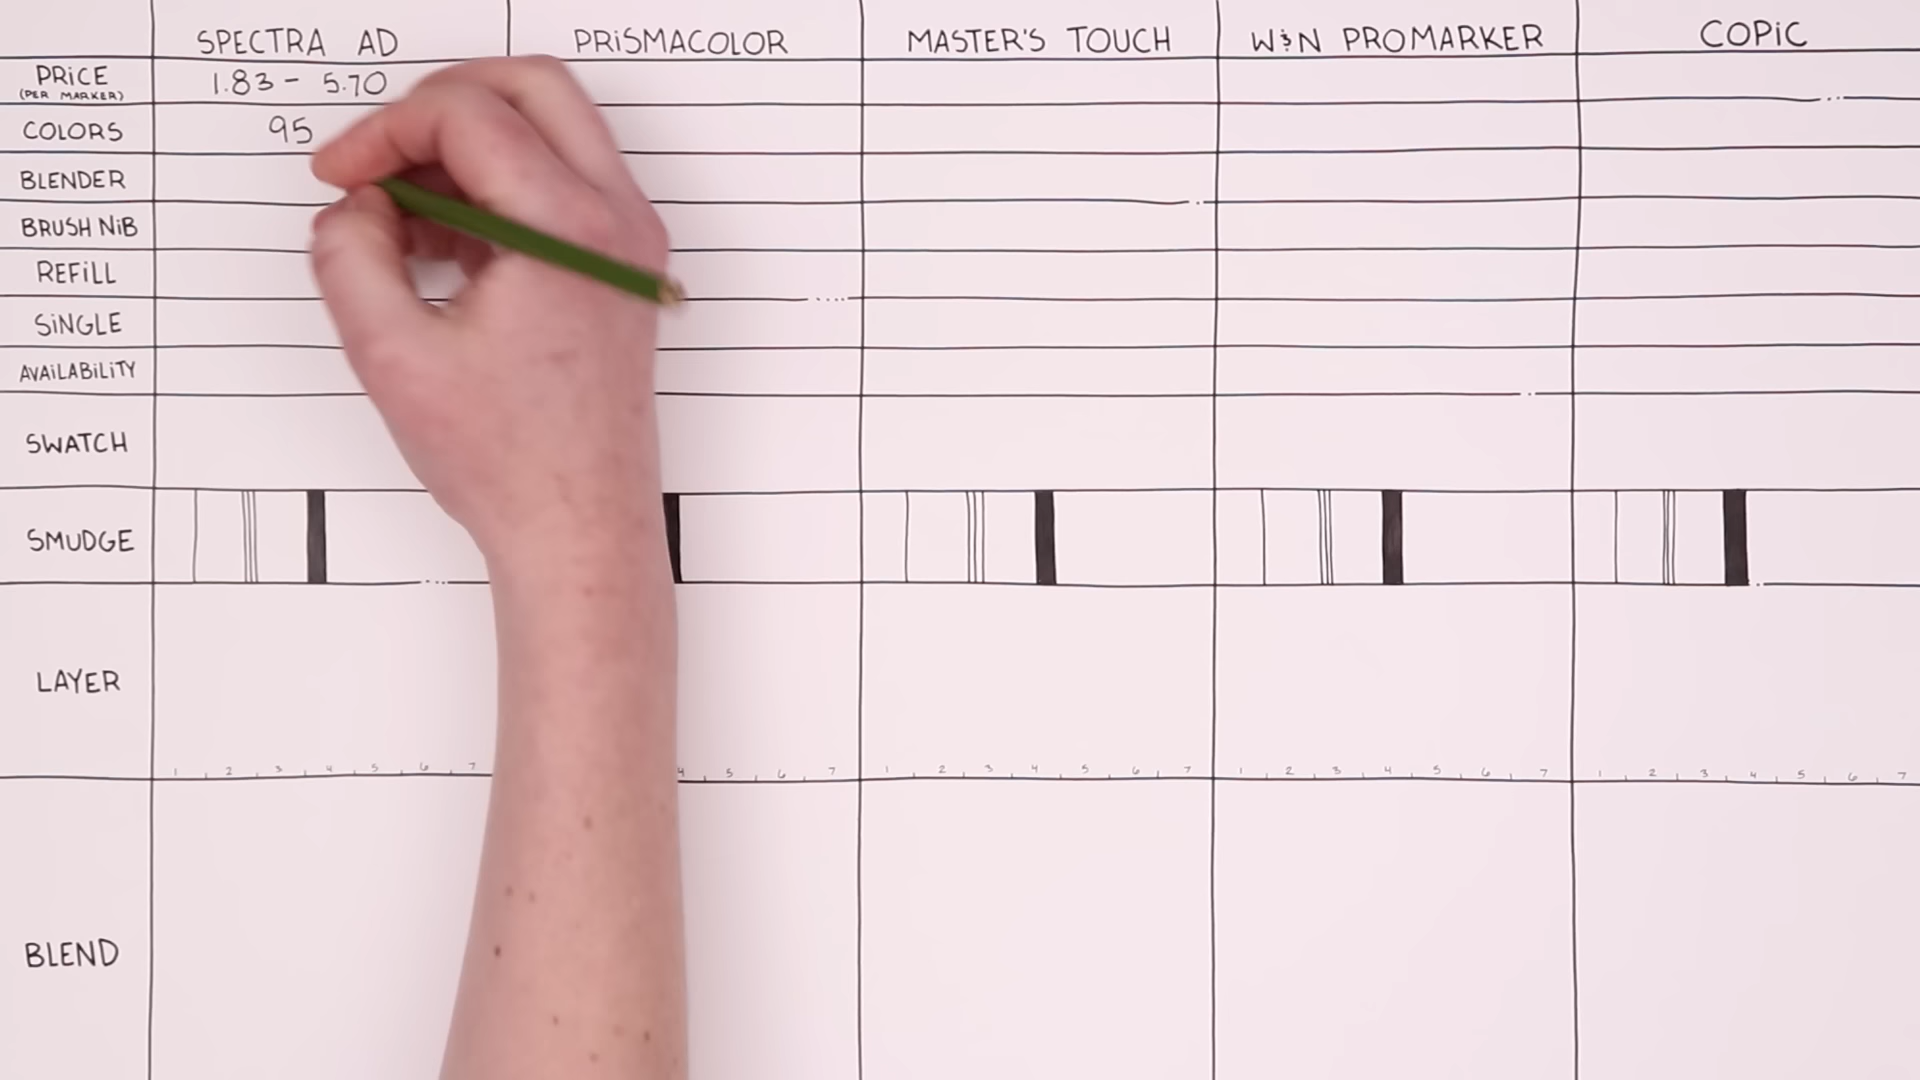 SPECTRA AD PRiSMACOLOR MASTER'S TOUCH W&N PROMARKER COPiC
PRiCE 1.83 - 5.70
(PER MARKER)
COLORS 95
BLENDER
BRUSH NiB
REFiLL
SiNGLE
AVAiLABiLiTY
SWATCH
SMUDGE
LAYER
1 2 3 4 5 6 7 4 5 6 7 1 2 3 4 5 6 7 1 2 3 4 5 6 7 1 2 3 4 5 6 7
BLEND